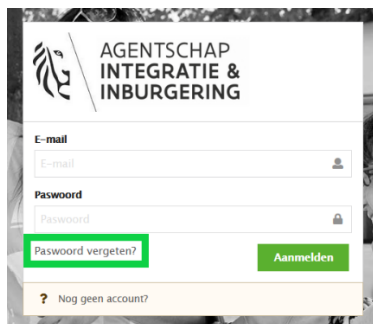 AGENTSCHAP
INTEGRATIE &
INBURGERING
E-mail
E-mail
Paswoord
Paswoord
Paswoord vergeten?
Aanmelden
? Nog geen account?